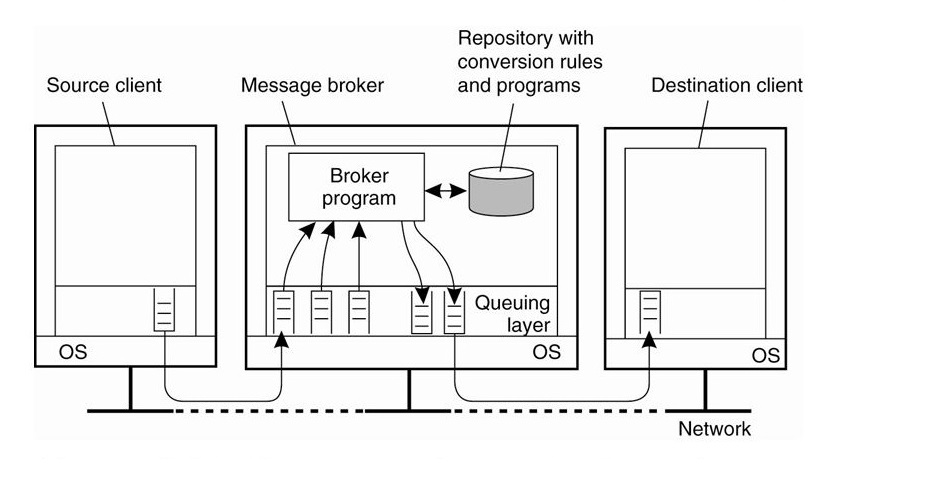 Repository with
conversion rules
and programs
Source client
Message broker
Destination client
Broker
program
Queuing
layer
OS
OS
OS
Network